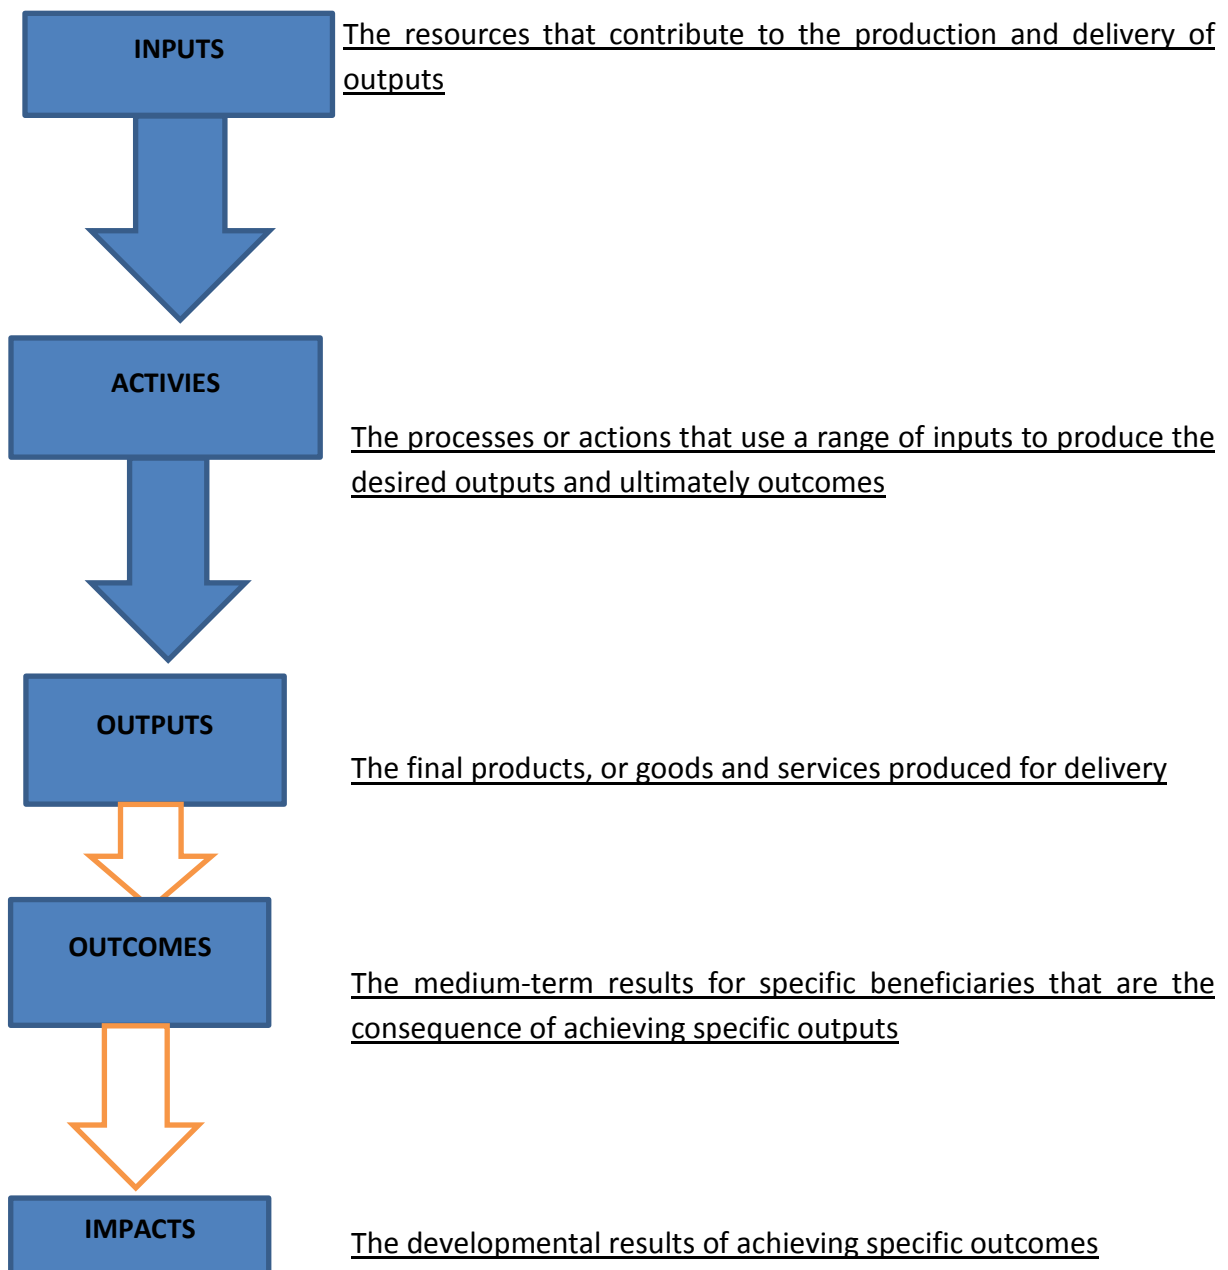 INPUTS
The resources that contribute to the production and delivery of
outputs
ACTIVIES
The processes or actions that use a range of inputs to produce the
desired outputs and ultimately outcomes
OUTPUTS
The final products, or goods and services produced for delivery
OUTCOMES
The medium-term results for specific beneficiaries that are the
consequence of achieving specific outputs
IMPACTS
The developmental results of achieving specific outcomes